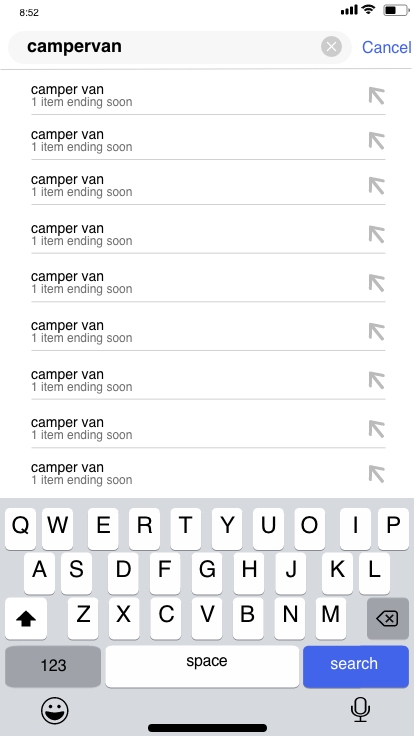 8:52
campervan
Cancel
camper van
1 item ending soon
camper van
1 item ending soon
camper van
1 item ending soon
camper van
1 item ending soon
camper van
1 item ending soon
camper van
1 item ending soon
camper van
1 item ending soon
camper van
1 item ending soon
camper van
1 item ending soon
Q W E R T Y U O I P
A S D F G H J K L
Z X C V B N M
123 space search